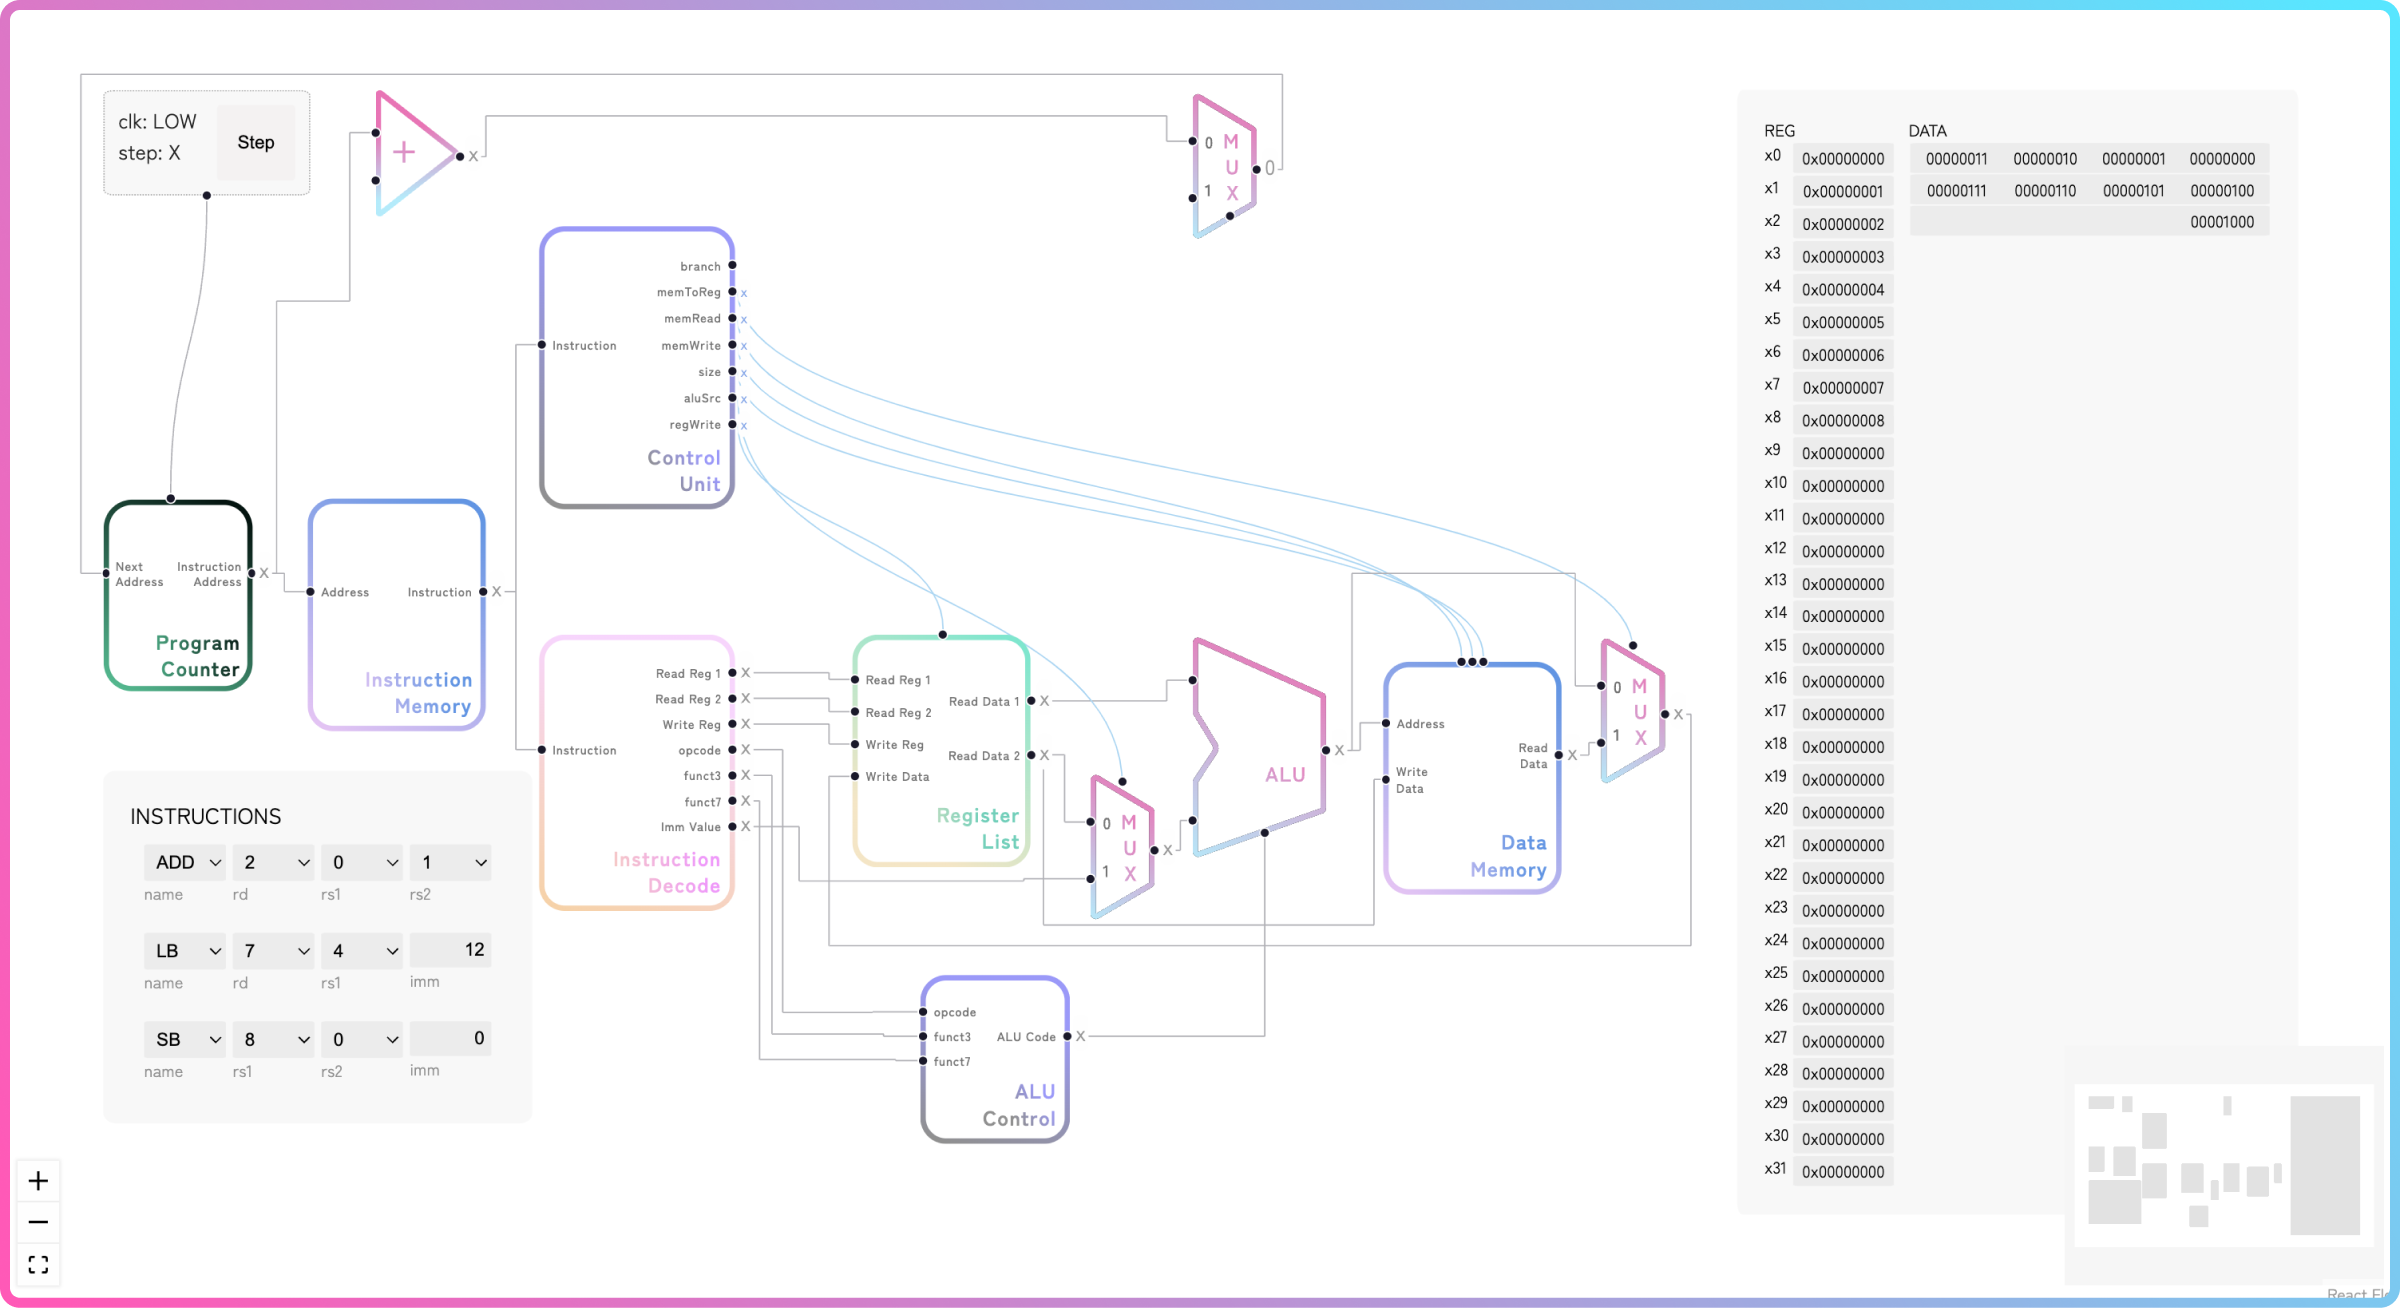 clk: LOW
step: X
Step
+
X
0
1
M
U
X
0
branch
memToReg
memRead
memWrite
size
aluSrc
regWrite
x
x
x
x
x
x
Instruction
Control
Unit
Next
Address
Instruction
Address
X
Program
Counter
Address
Instruction
X
Instruction
Memory
Instruction
Read Reg 1
Read Reg 2
Write Reg
opcode
funct3
funct7
Imm Value
X
X
X
X
X
X
X
Instruction
Decode
Read Reg 1
Read Reg 2
Write Reg
Write Data
Read Data 1
Read Data 2
X
X
Register
List
0
1
M
U
X
X
ALU
X
Address
Write
Data
Read
Data
X
Data
Memory
0
1
M
U
X
X
opcode
funct3
funct7
ALU Code
X
ALU
Control
INSTRUCTIONS
ADD 2 0 1
name rd rs1 rs2
LB 7 4 12
name rd rs1 imm
SB 8 0 0
name rs1 rs2 imm
REG DATA
x0 0x00000000 00000011 00000010 00000001 00000000
x1 0x00000001 00000111 00000110 00000101 00000100
x2 0x00000002 00001000
x3 0x00000003
x4 0x00000004
x5 0x00000005
x6 0x00000006
x7 0x00000007
x8 0x00000008
x9 0x00000000
x10 0x00000000
x11 0x00000000
x12 0x00000000
x13 0x00000000
x14 0x00000000
x15 0x00000000
x16 0x00000000
x17 0x00000000
x18 0x00000000
x19 0x00000000
x20 0x00000000
x21 0x00000000
x22 0x00000000
x23 0x00000000
x24 0x00000000
x25 0x00000000
x26 0x00000000
x27 0x00000000
x28 0x00000000
x29 0x00000000
x30 0x00000000
x31 0x00000000
React